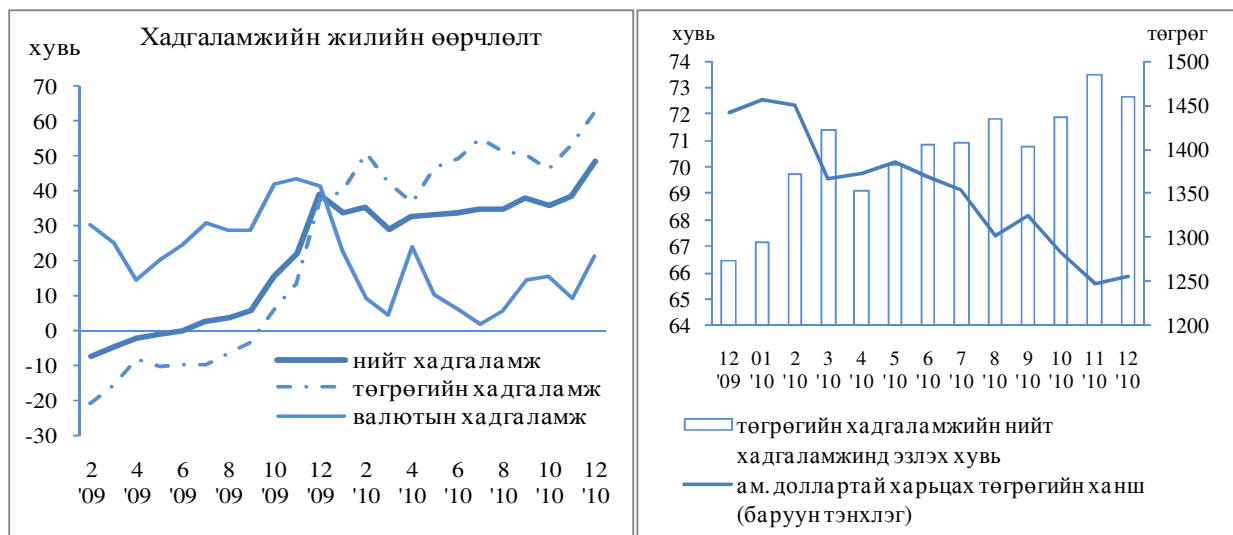 Хадгаламжийн жилийн өөрчлөлт
хувь
70
60
50
40
30
20
10
0
-10
-20
-30
нийт хадгаламж
төгрөгийн хадгаламж
валютын хадгаламж
2 4 6 8 10 12 2 4 6 8 10 12
'09 '09 '09 '09 '09 '09 '10 '10 '10 '10 '10 '10
хувь төгрөг
74 1500
73
72 1450
71
70 1400
69 1350
68
67 1300
66 1250
65
64 1200
12 01 2 3 4 5 6 7 8 9 10 11 12
'09 '10 '10 '10 '10 '10 '10 '10 '10 '10 '10 '10 '10
төгрөгийн хадгаламжийн нийт
хадгаламжинд эзлэх хувь
ам. доллартай харьцах төгрөгийн ханш
(баруун тэнхлэг)